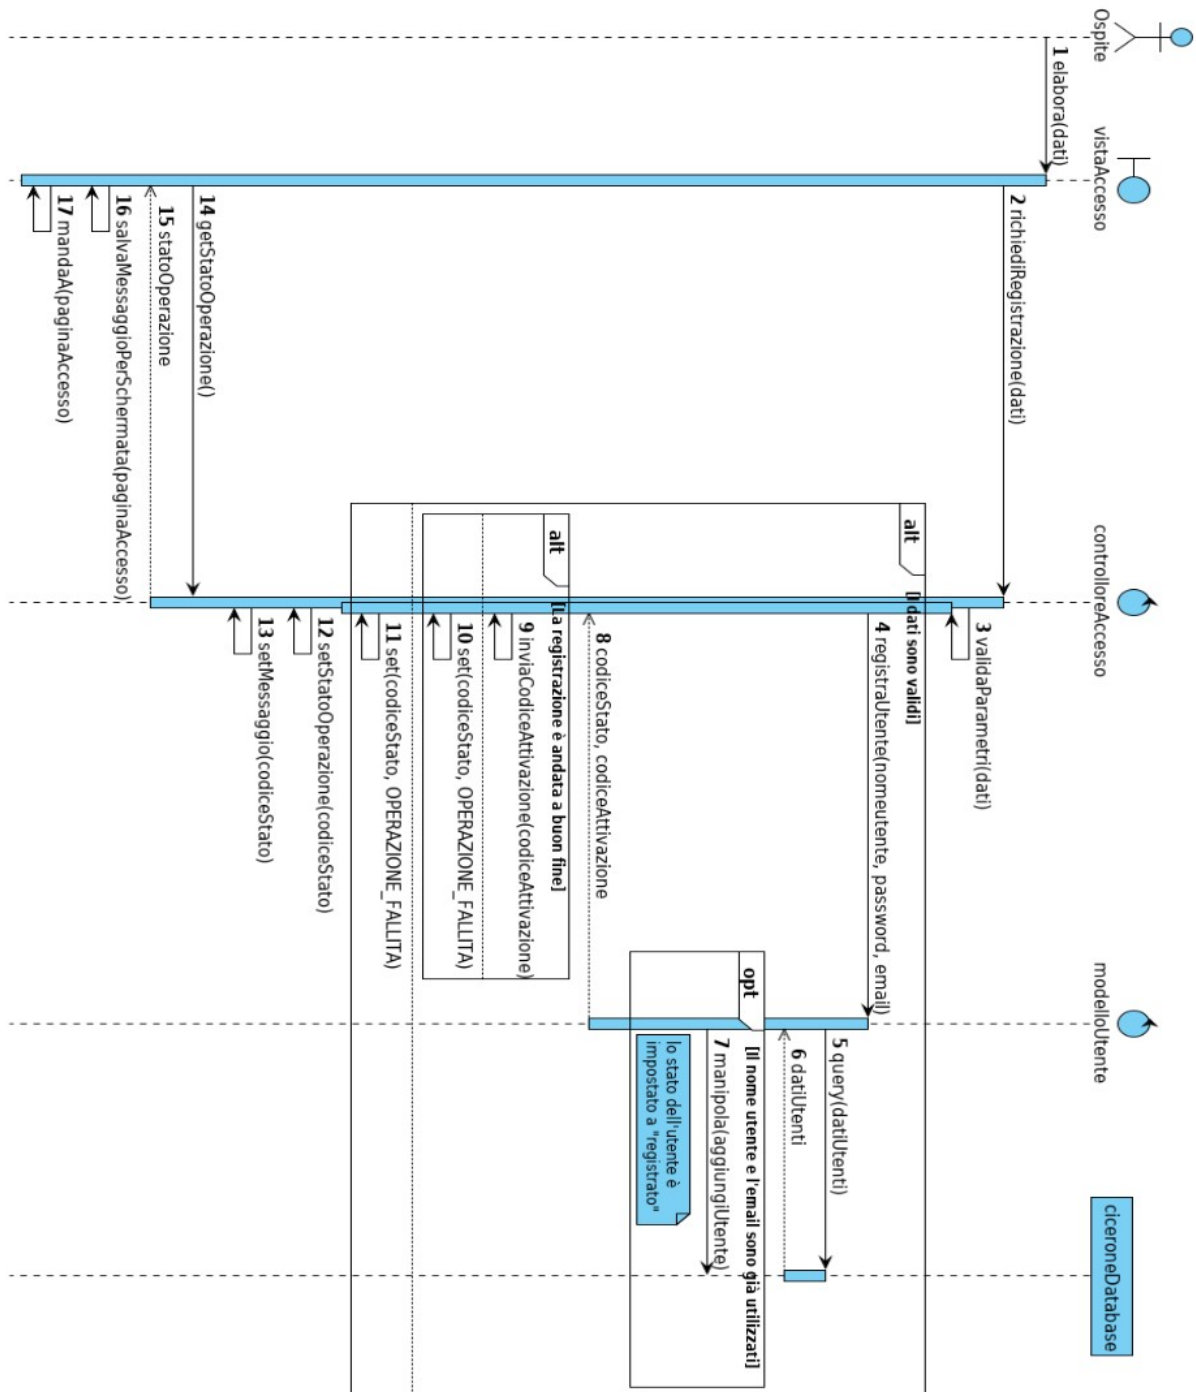 Ospite
vistaAccesso
controlloreAccesso
modelloUtente
ciceroneDatabase
1 elabora(dati)
2 richiediRegistrazione(dati)
3 validaParametri(dati)
alt
[I dati sono validi]
4 registraUtente(nomeutente, password, email)
5 query(datiUtenti)
6 datiUtenti
opt
[Il nome utente e l'email sono già utilizzati]
7 manipola(aggiungiUtente)
lo stato dell'utente è
impostato a "registrato"
8 codiceStato, codiceAttivazione
alt
[La registrazione è andata a buon fine]
9 inviaCodiceAttivazione(codiceAttivazione)
10 set(codiceStato, OPERAZIONE_FALLITA)
11 set(codiceStato, OPERAZIONE_FALLITA)
12 setStatoOperazione(codiceStato)
13 setMessaggio(codiceStato)
14 getStatoOperazione()
15 statoOperazione
16 salvaMessaggioPerSchermata(paginaAccesso)
17 mandaA(paginaAccesso)